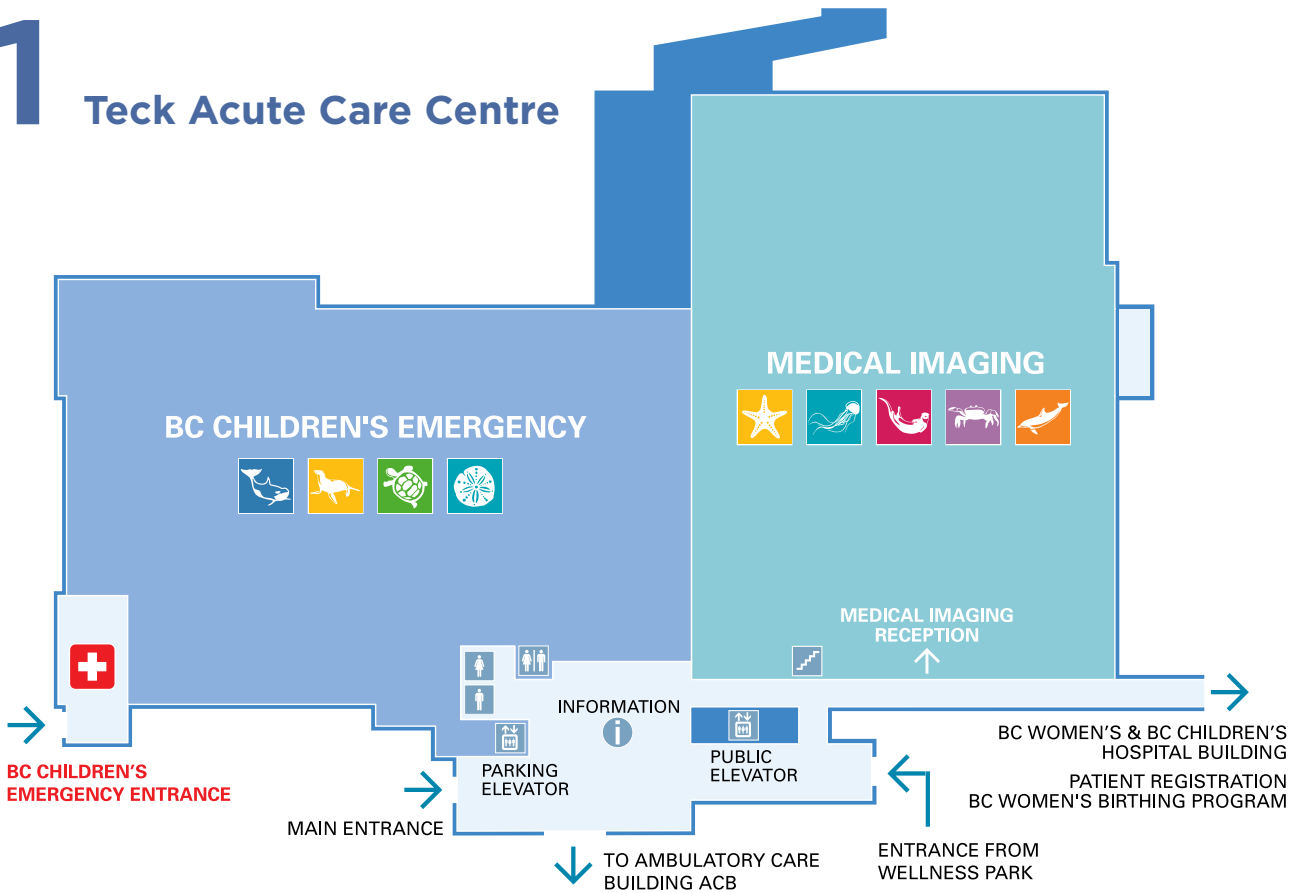 1
Teck Acute Care Centre
MEDICAL IMAGING
BC CHILDREN'S EMERGENCY
MEDICAL IMAGING
RECEPTION
INFORMATION
i
PARKING
ELEVATOR
PUBLIC
ELEVATOR
BC WOMEN'S & BC CHILDREN'S
HOSPITAL BUILDING
PATIENT REGISTRATION
BC WOMEN'S BIRTHING PROGRAM
BC CHILDREN'S
EMERGENCY ENTRANCE
MAIN ENTRANCE
TO AMBULATORY CARE
BUILDING ACB
ENTRANCE FROM
WELLNESS PARK